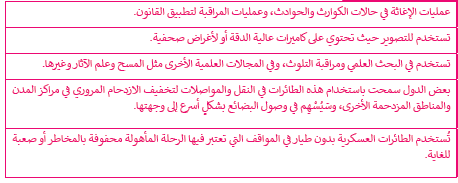 عمليات الإغاثة في حالات الكوارث والحوادث، وعمليات المراقبة لتطبيق القانون.
تستخدم للتصوير حيث تحتوي على كاميرات عالية الدقة أو لأغراض صحفية.
تستخدم في البحث العلمي ومراقبة التلوث، وفي المجالات العلمية الأخرى مثل المسح وعلم الآثار وغيرها.
بعض الدول سمحت باستخدام هذه الطائرات في النقل والمواصلات لتخفيف الازدحام المروري في مراكز المدن
والمناطق المزدحمة الأخرى، وسَيُسْهِم في وصول البضائع بشكلٍ أسرع إلى وجهتها.
تُستخدم الطائرات العسكرية بدون طيار في المواقف التي تعتبر فيها الرحلة المأهولة محفوفة بالمخاطر أو صعبة
للغاية.